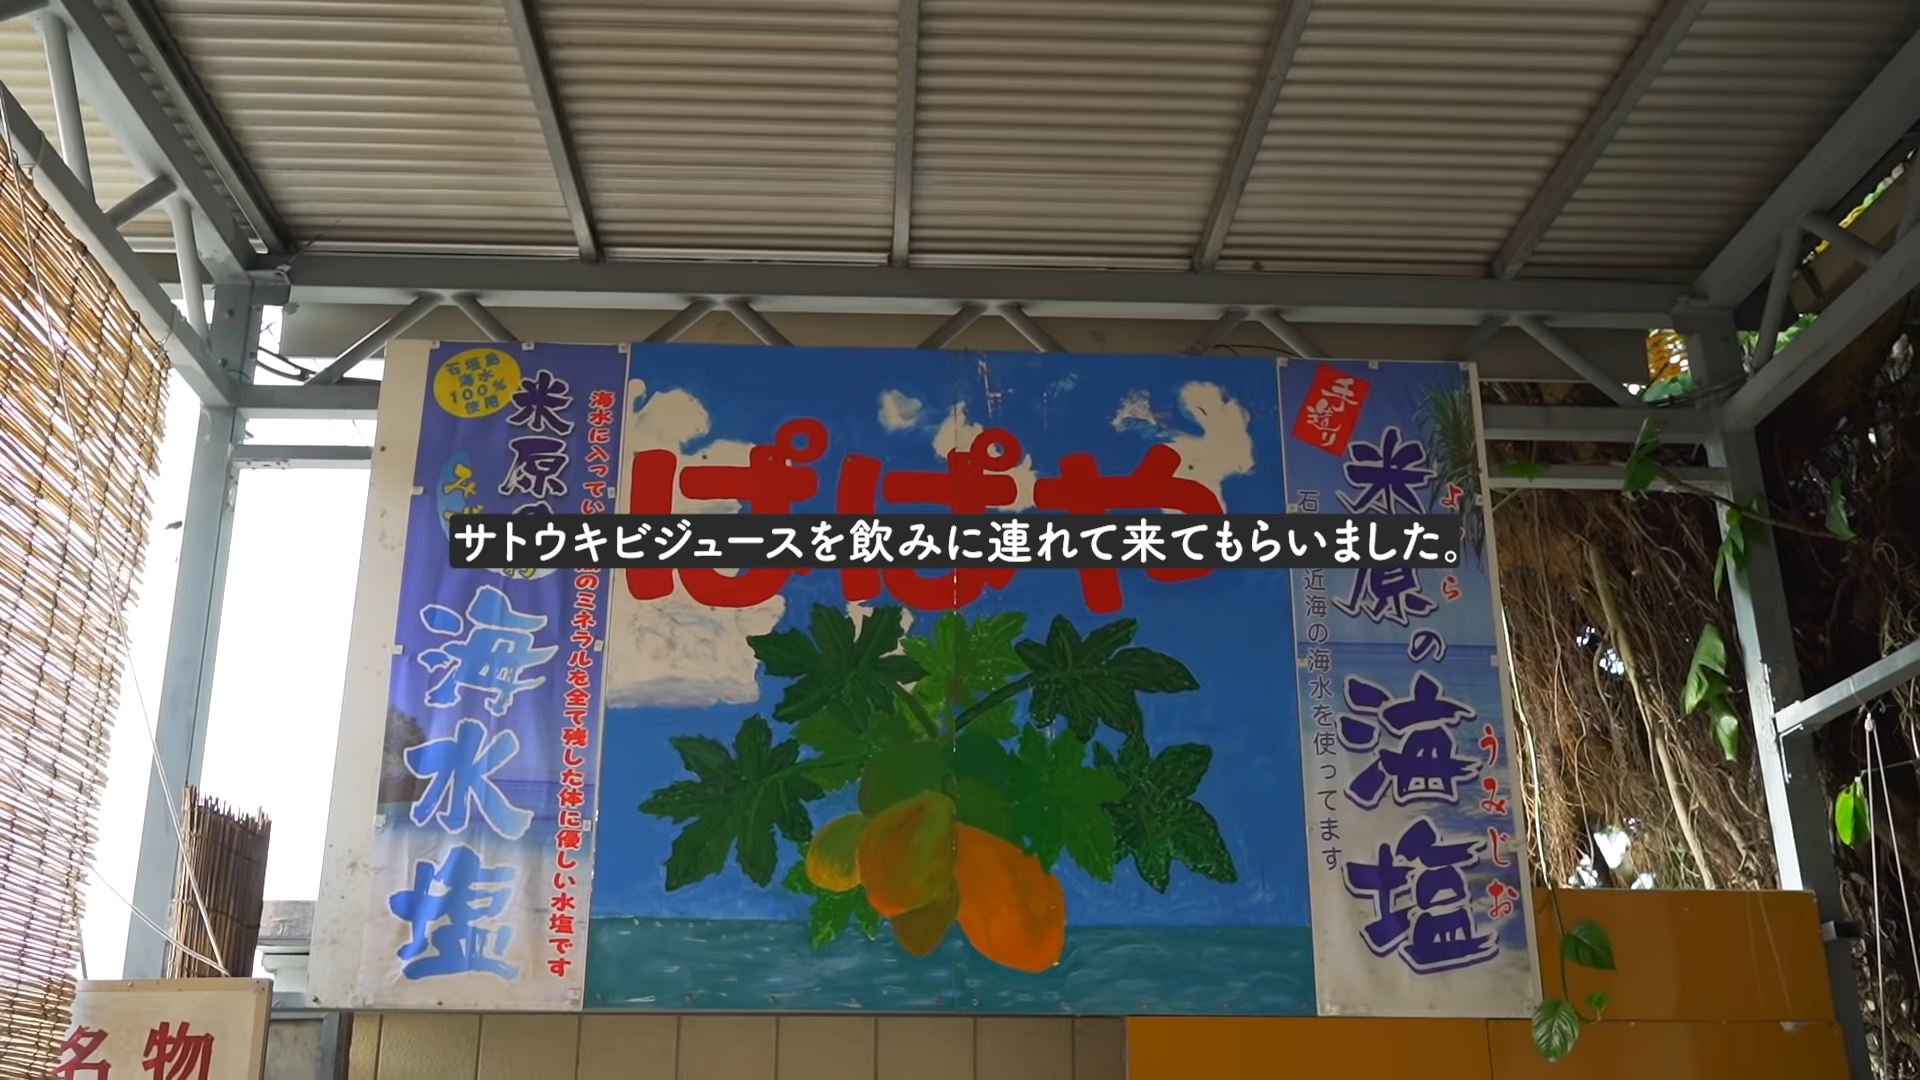 石垣島
海水
100%
使用
米原の
海水塩
海水に入ってい
のミネラルを全て残した体に優しい水塩です
ぱぱや
手造り
米原の海塩
うみじお
近海の海水を使ってます
サトウキビジュースを飲みに連れて来てもらいました。
名物